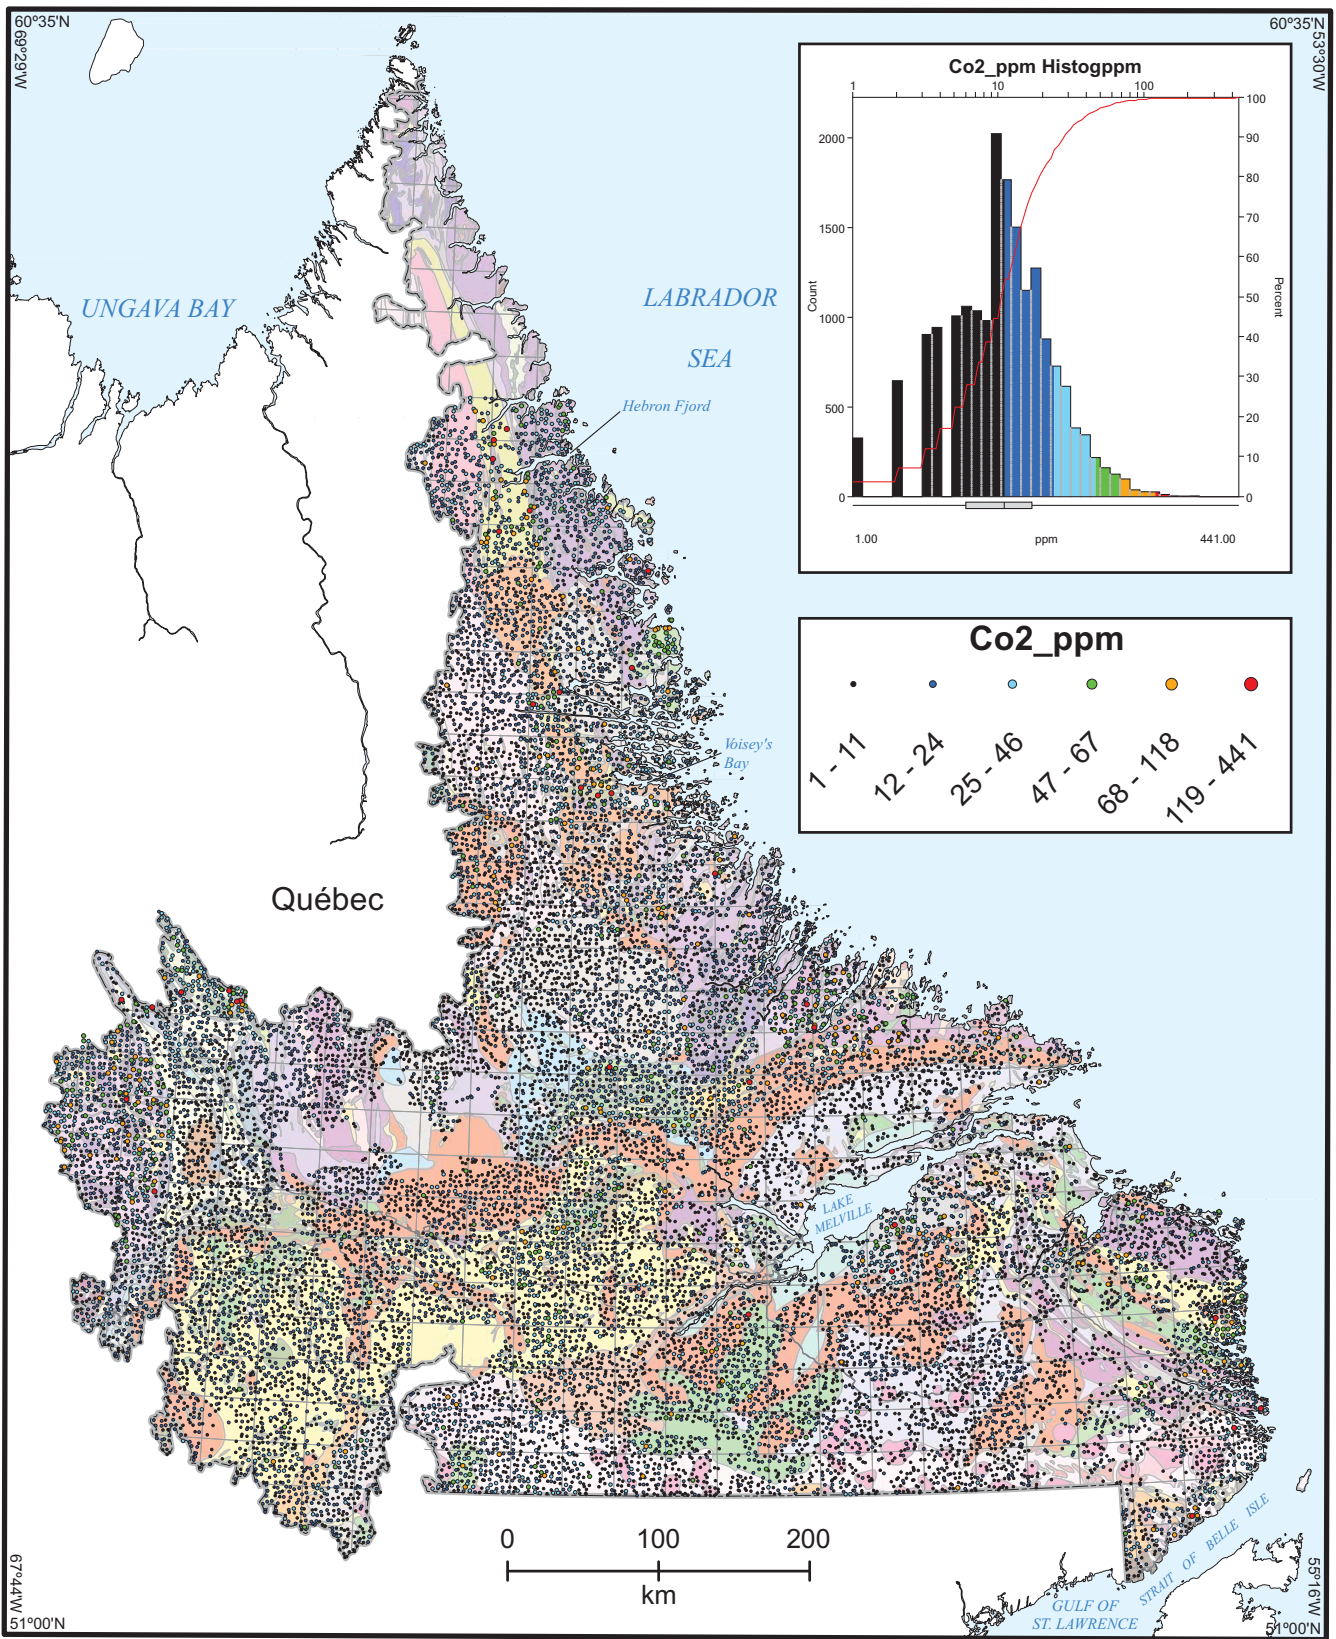 60°35'N
69°29'W
60°35'N
53°30'W
Co2_ppm Histogppm
1
10
100
2000
1500
1000
500
0
Count
100
90
80
70
60
50
40
30
20
10
0
Percent
1.00
ppm
441.00
UNGAVA BAY
LABRADOR
SEA
Hebron Fjord
Co2_ppm
1 - 11
12 - 24
25 - 46
47 - 67
68 - 118
119 - 441
Voisey's
Bay
Québec
LAKE
MELVILLE
0
100
200
km
STRAIT OF BELLE ISLE
GULF OF
ST. LAWRENCE
67°44'W
51°00'N
55°16'W
51°00'N